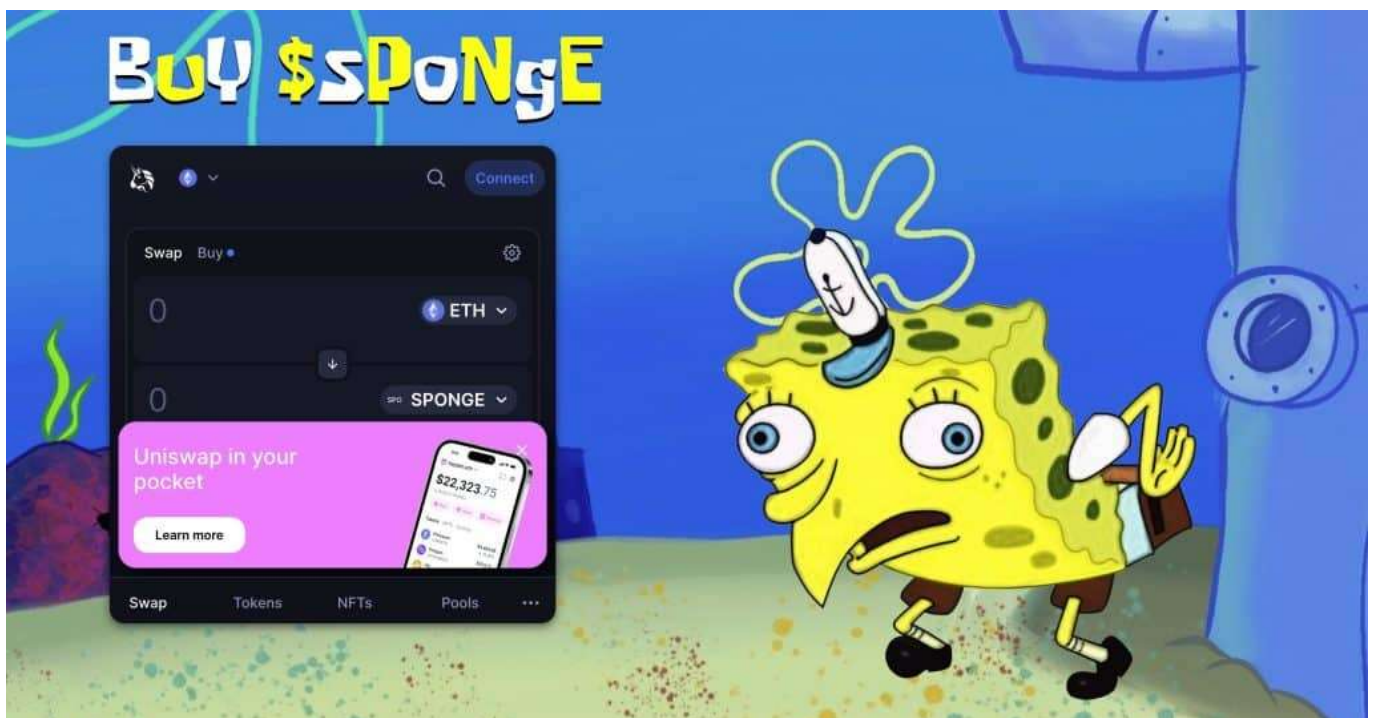 BuY $sPoNgE
Connect
Swap Buy
0 ETH
0 SPO SPONGE
Uniswap in your
pocket
$22,323.75
Learn more
Swap Tokens NFTs Pools